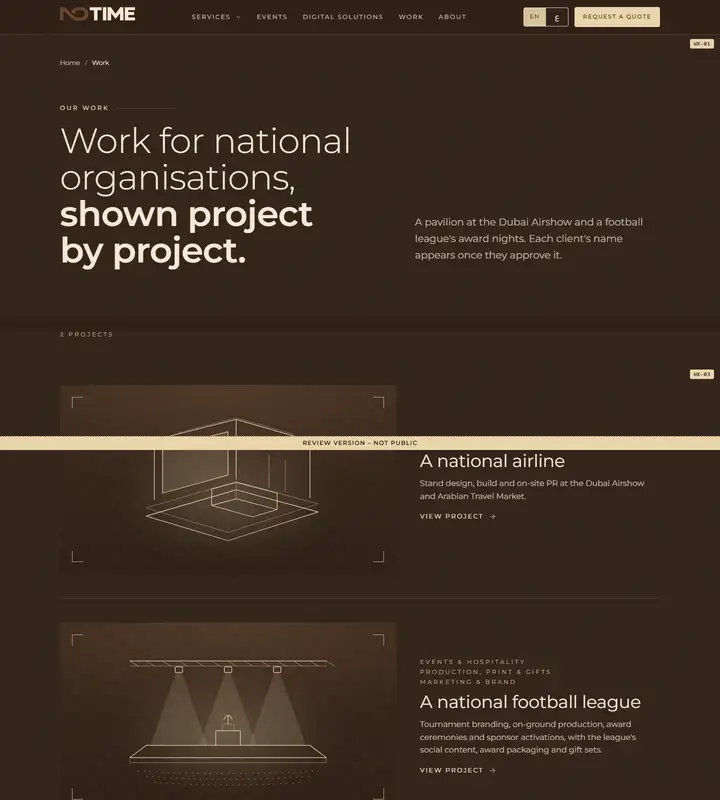 NOTIME
SERVICES EVENTS DIGITAL SOLUTIONS WORK ABOUT
EN ع
REQUEST A QUOTE
WK-01
Home / Work
OUR WORK
Work for national
organisations,
shown project
by project.
A pavilion at the Dubai Airshow and a football
league's award nights. Each client's name
appears once they approve it.
2 PROJECTS
WK-03
REVIEW VERSION – NOT PUBLIC
A national airline
Stand design, build and on-site PR at the Dubai Airshow
and Arabian Travel Market.
VIEW PROJECT →
EVENTS & HOSPITALITY
PRODUCTION, PRINT & GIFTS
MARKETING & BRAND
A national football league
Tournament branding, on-ground production, award
ceremonies and sponsor activations, with the league's
social content, award packaging and gift sets.
VIEW PROJECT →